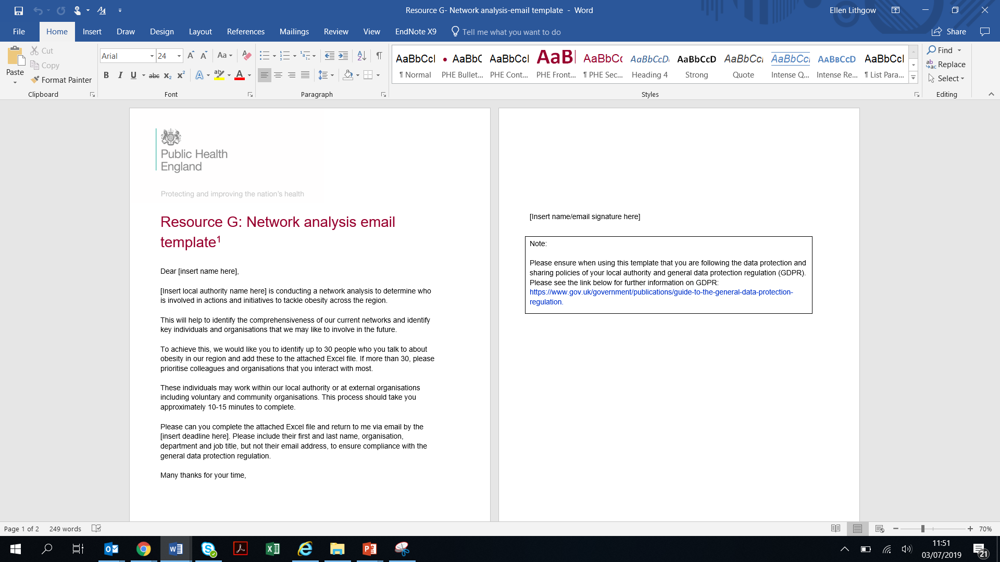 Resource G- Network analysis-email template - Word
Ellen Lithgow
File Home Insert Draw Design Layout References Mailings Review View EndNote X9 Tell me what you want to do
Share
Paste
Cut
Copy
Format Painter
Clipboard
Arial 24
Aa
B I U abc X₂ X²
A
Font
Paragraph
AaBbCcI AaBbC AaBbCcI AaB AaBbCc AaBbCcD AaBbCcD AaBbCc AaBbCcI AaBbCcD AaBbCcI
¶ Normal PHE Bullet... PHE Cont... PHE Front... ¶ PHE Sec... Heading 4 Strong Quote Intense Q... Intense Re... ¶ List Para...
Styles
Find
Replace
Select
Editing
Public Health
England
Protecting and improving the nation's health
Resource G: Network analysis email
template¹
Dear [insert name here],
[Insert local authority name here] is conducting a network analysis to determine who
is involved in actions and initiatives to tackle obesity across the region.
This will help to identify the comprehensiveness of our current networks and identify
key individuals and organisations that we may like to involve in the future.
To achieve this, we would like you to identify up to 30 people who you talk to about
obesity in our region and add these to the attached Excel file. If more than 30, please
prioritise colleagues and organisations that you interact with most.
These individuals may work within our local authority or at external organisations
including voluntary and community organisations. This process should take you
approximately 10-15 minutes to complete.
Please can you complete the attached Excel file and return to me via email by the
[insert deadline here]. Please include their first and last name, organisation,
department and job title, but not their email address, to ensure compliance with the
general data protection regulation.
Many thanks for your time,
[Insert name/email signature here]
Note:
Please ensure when using this template that you are following the data protection and
sharing policies of your local authority and general data protection regulation (GDPR).
Please see the link below for further information on GDPR:
https://www.gov.uk/government/publications/guide-to-the-general-data-protection-
regulation.
Page 1 of 2 249 words
70%
11:51
03/07/2019
21